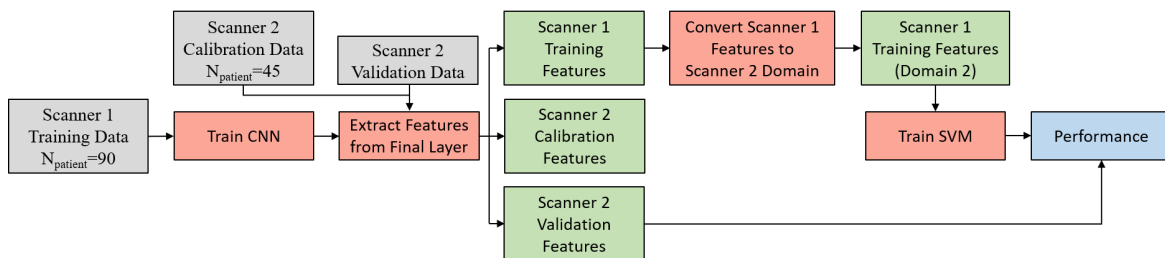 Scanner 2
Calibration Data
Npatient=45
Scanner 2
Validation Data
Scanner 1
Training Data
Npatient=90
Train CNN
Extract Features
from Final Layer
Scanner 1
Training
Features
Convert Scanner 1
Features to
Scanner 2 Domain
Scanner 1
Training Features
(Domain 2)
Scanner 2
Calibration
Features
Train SVM
Performance
Scanner 2
Validation
Features